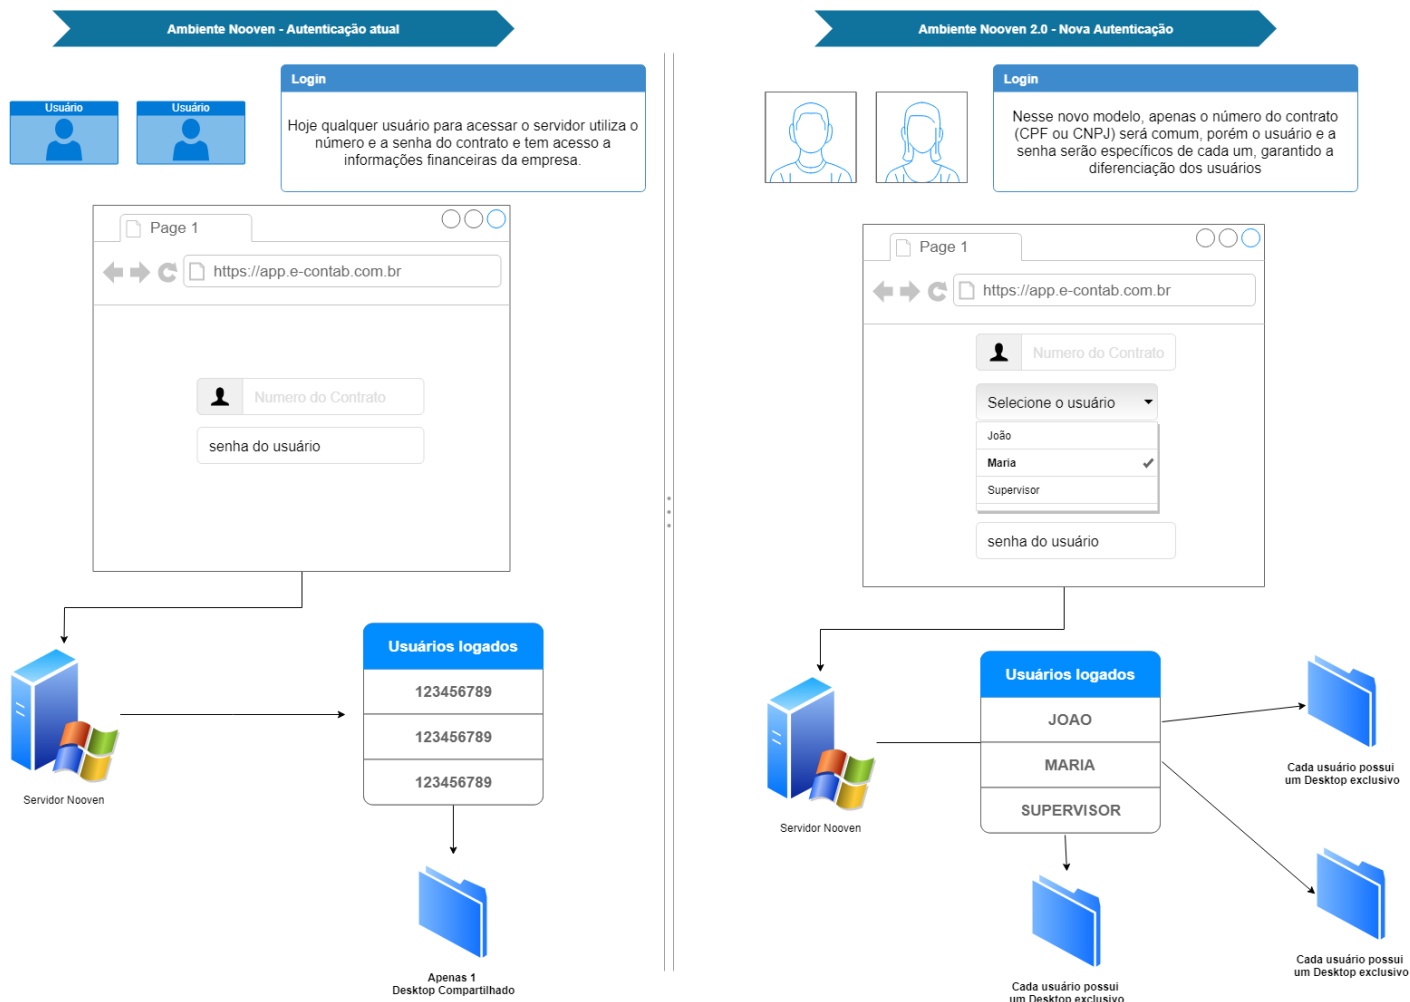 Ambiente Nooven - Autenticação atual
Usuário
Usuário
Login
Hoje qualquer usuário para acessar o servidor utiliza o
número e a senha do contrato e tem acesso a
informações financeiras da empresa.
Page 1
https://app.e-contab.com.br
Numero do Contrato
senha do usuário
Servidor Nooven
Usuários logados
123456789
123456789
123456789
Apenas 1
Desktop Compartilhado
Ambiente Nooven 2.0 - Nova Autenticação
Login
Nesse novo modelo, apenas o número do contrato
(CPF ou CNPJ) será comum, porém o usuário e a
senha serão específicos de cada um, garantido a
diferenciação dos usuários
Page 1
https://app.e-contab.com.br
Numero do Contrato
Selecione o usuário
João
Maria
Supervisor
senha do usuário
Servidor Nooven
Usuários logados
JOAO
MARIA
SUPERVISOR
Cada usuário possui
um Desktop exclusivo
Cada usuário possui
um Desktop exclusivo
Cada usuário possui
um Desktop exclusivo